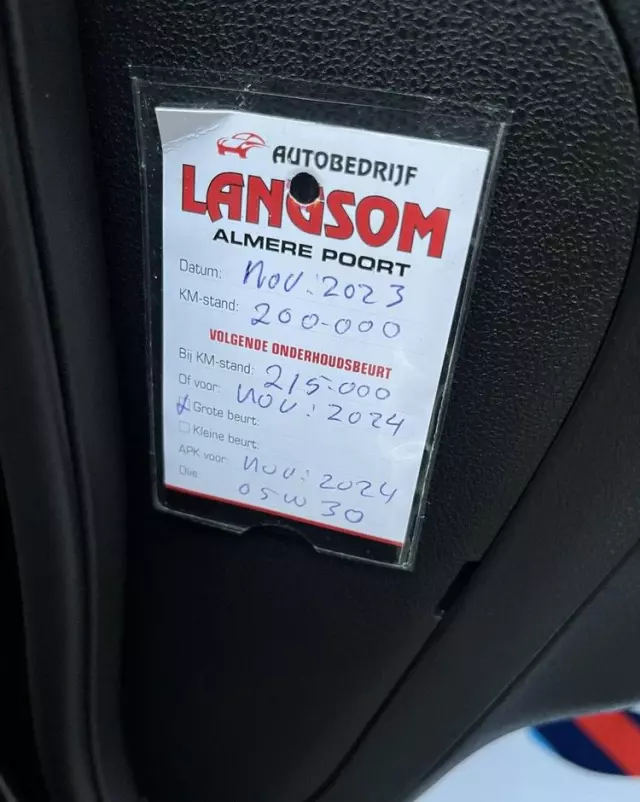 AUTOBEDRIJF
LANGSOM
ALMERE POORT
Datum: nov: 2023
KM-stand: 200-000
VOLGENDE ONDERHOUDSBEURT
Bij KM-stand: 215-000
Of voor: nov: 2024
Grote beurt:
Kleine beurt:
APK voor: nov: 2024
Olie: 05W30